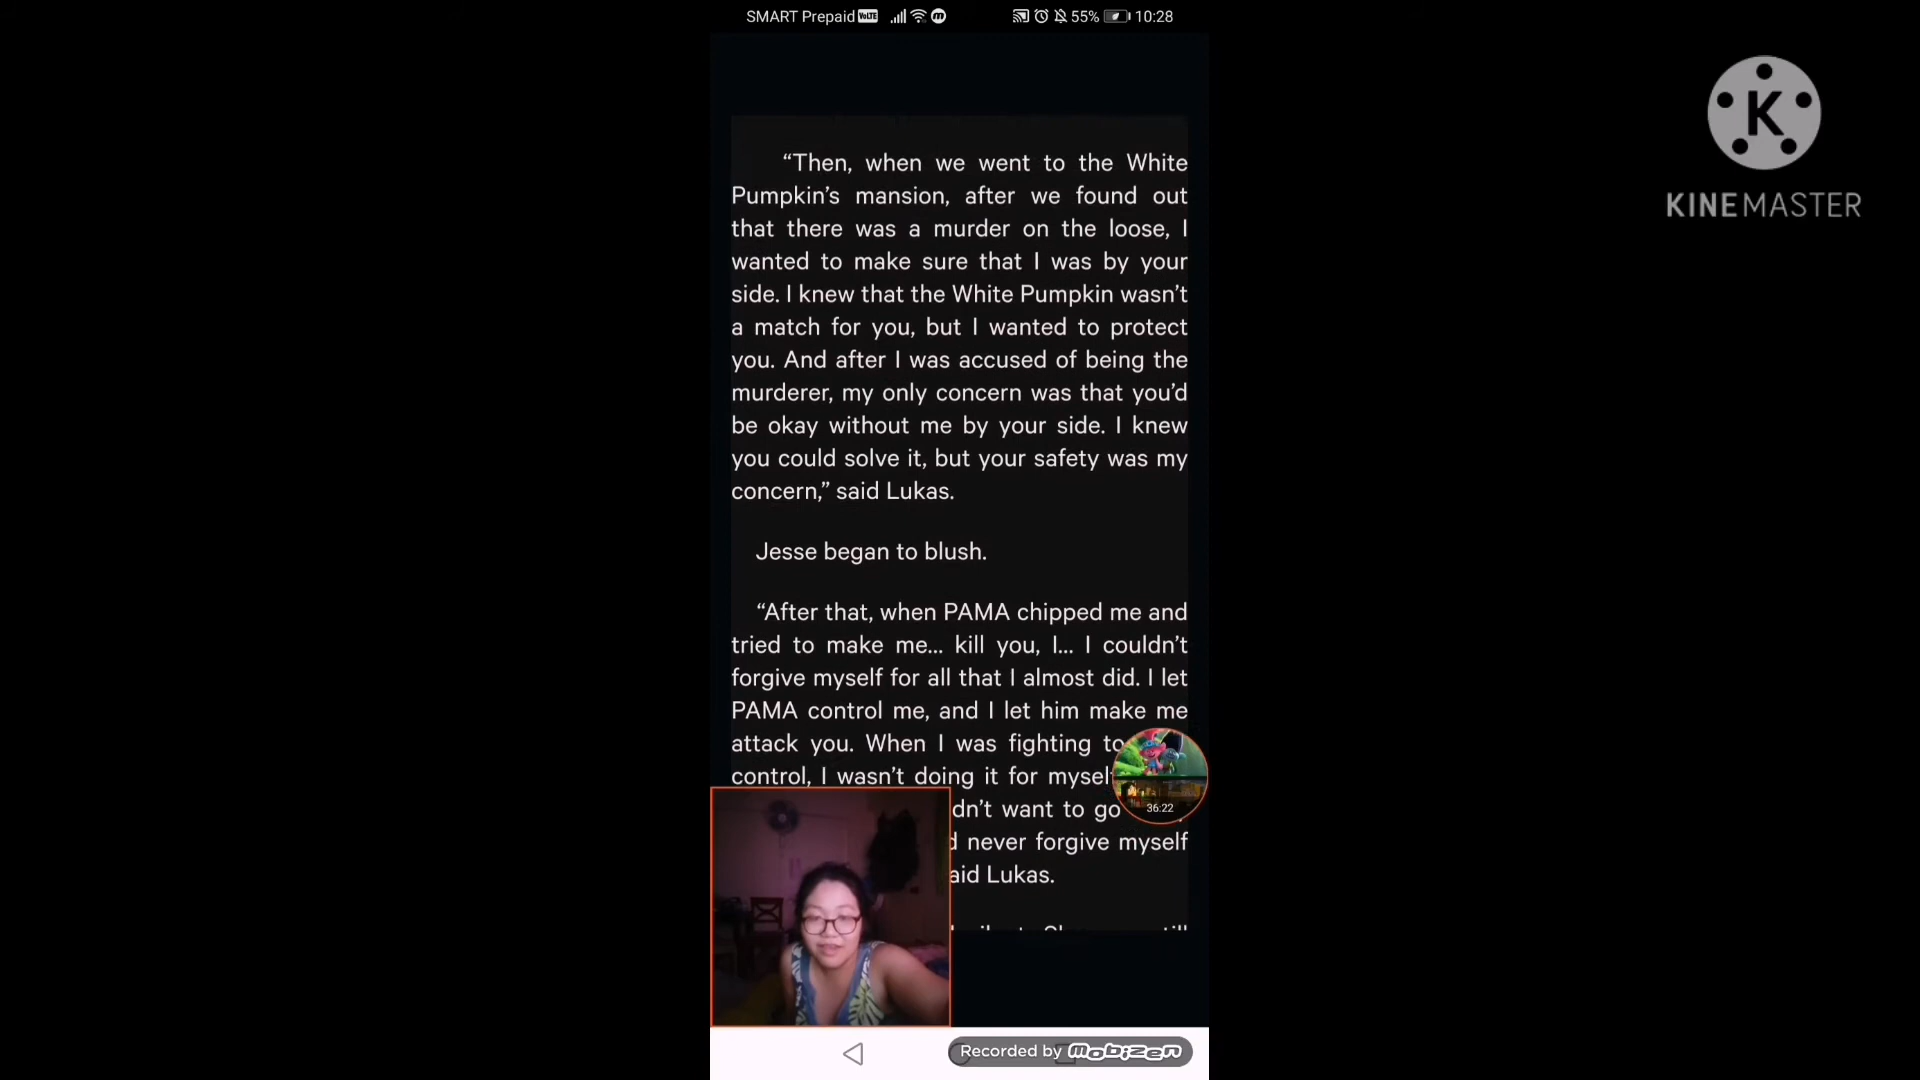 SMART Prepaid VoLTE 55% 10:28
K
KINEMASTER
“Then, when we went to the White
Pumpkin’s mansion, after we found out
that there was a murder on the loose, I
wanted to make sure that I was by your
side. I knew that the White Pumpkin wasn’t
a match for you, but I wanted to protect
you. And after I was accused of being the
murderer, my only concern was that you’d
be okay without me by your side. I knew
you could solve it, but your safety was my
concern,” said Lukas.
Jesse began to blush.
“After that, when PAMA chipped me and
tried to make me... kill you, I... I couldn’t
forgive myself for all that I almost did. I let
PAMA control me, and I let him make me
attack you. When I was fighting to
control, I wasn’t doing it for myself
dn’t want to go
never forgive myself
aid Lukas.
36:22
Recorded by mobizen